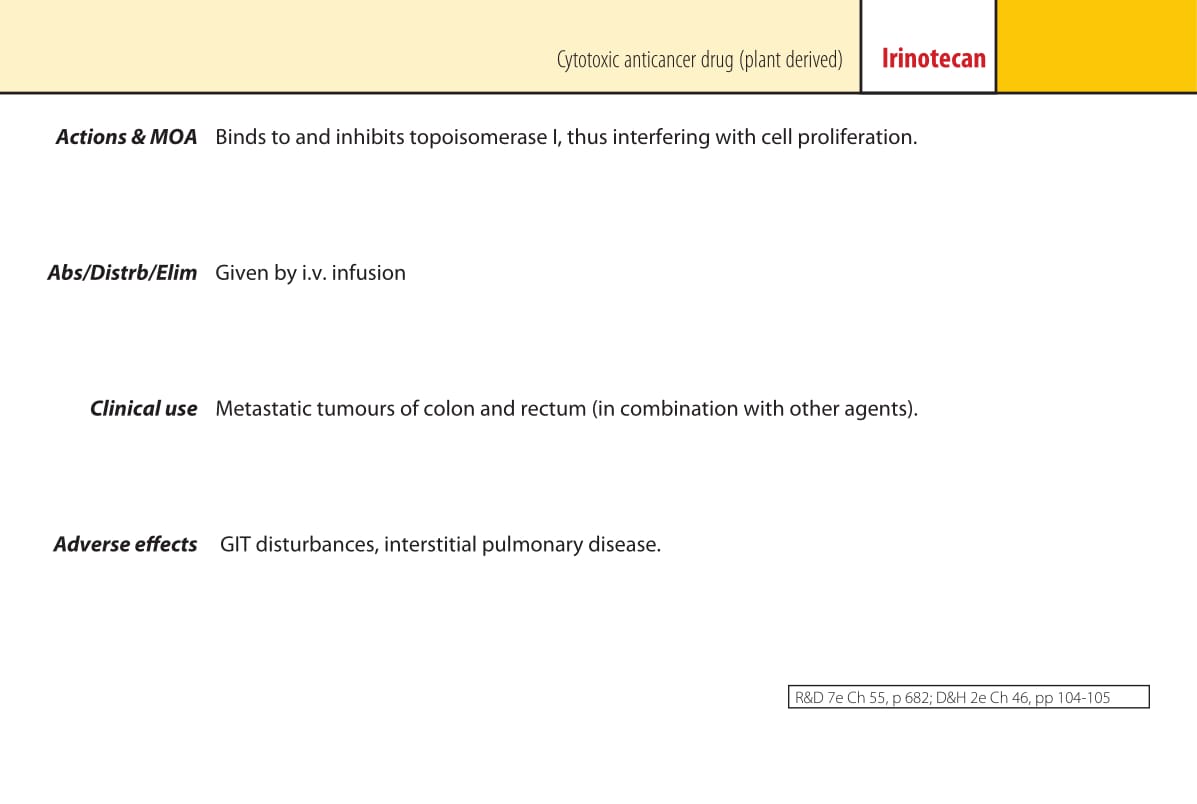 Cytotoxic anticancer drug (plant derived) Irinotecan
Actions & MOA Binds to and inhibits topoisomerase I, thus interfering with cell proliferation.
Abs/Distrb/Elim Given by i.v. infusion
Clinical use Metastatic tumours of colon and rectum (in combination with other agents).
Adverse effects GIT disturbances, interstitial pulmonary disease.
R&D 7e Ch 55, p 682; D&H 2e Ch 46, pp 104-105